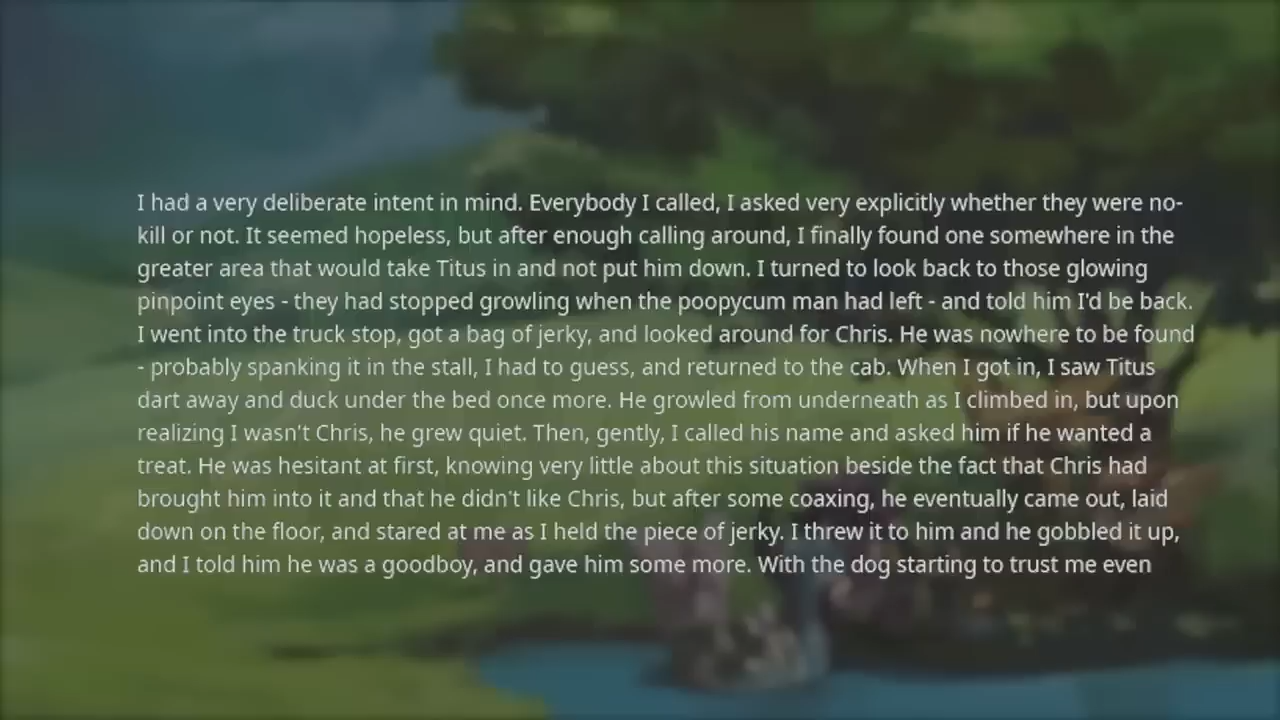 I had a very deliberate intent in mind. Everybody I called, I asked very explicitly whether they were no-
kill or not. It seemed hopeless, but after enough calling around, I finally found one somewhere in the
greater area that would take Titus in and not put him down. I turned to look back to those glowing
pinpoint eyes - they had stopped growling when the poopycum man had left - and told him I'd be back.
I went into the truck stop, got a bag of jerky, and looked around for Chris. He was nowhere to be found
- probably spanking it in the stall, I had to guess, and returned to the cab. When I got in, I saw Titus
dart away and duck under the bed once more. He growled from underneath as I climbed in, but upon
realizing I wasn't Chris, he grew quiet. Then, gently, I called his name and asked him if he wanted a
treat. He was hesitant at first, knowing very little about this situation beside the fact that Chris had
brought him into it and that he didn't like Chris, but after some coaxing, he eventually came out, laid
down on the floor, and stared at me as I held the piece of jerky. I threw it to him and he gobbled it up,
and I told him he was a goodboy, and gave him some more. With the dog starting to trust me even